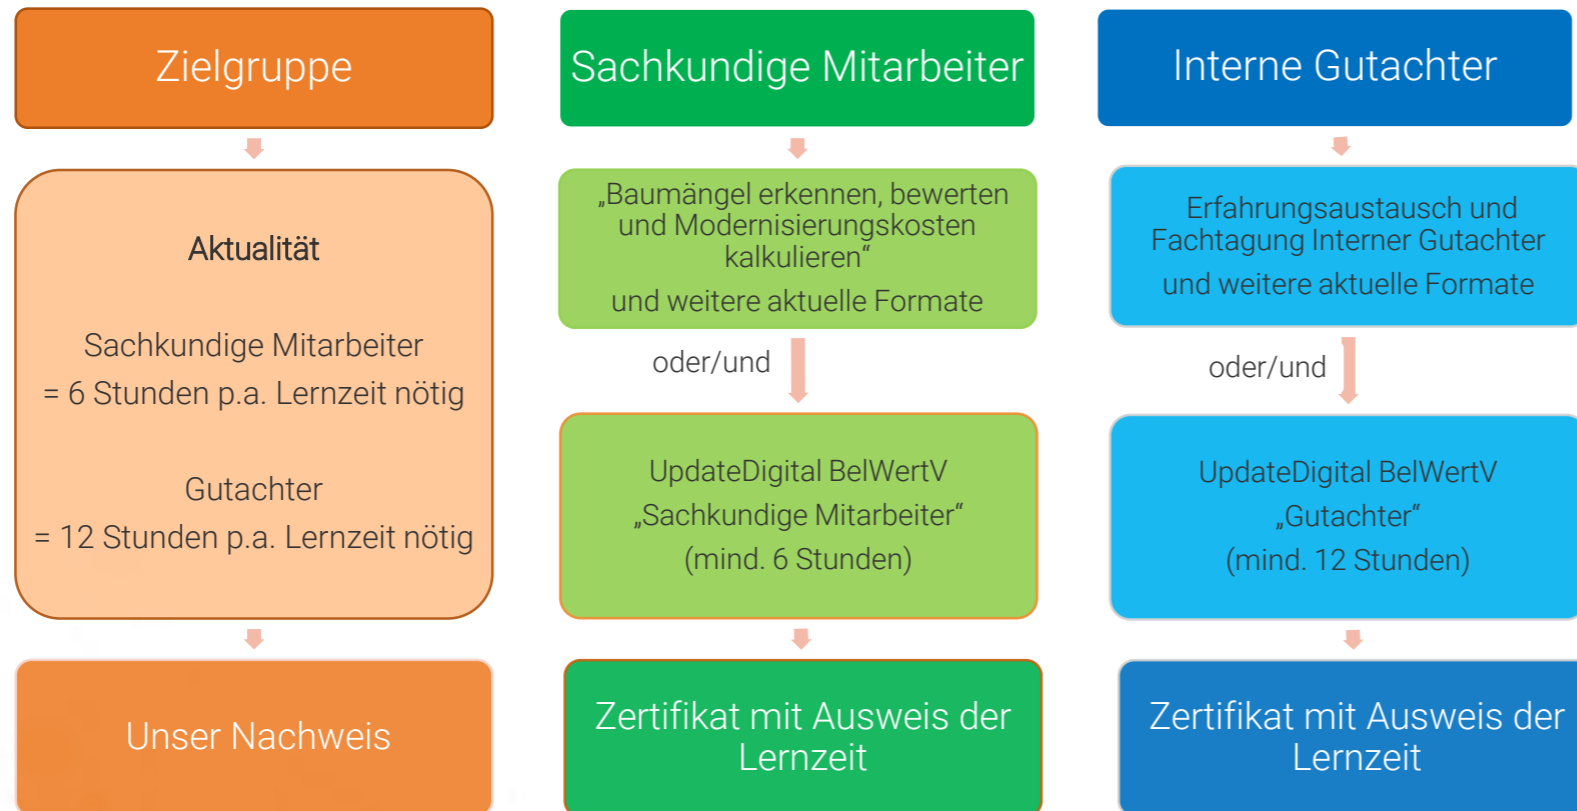 Zielgruppe
Aktualität
Sachkundige Mitarbeiter
= 6 Stunden p.a. Lernzeit nötig
Gutachter
= 12 Stunden p.a. Lernzeit nötig
Unser Nachweis
Sachkundige Mitarbeiter
„Baumängel erkennen, bewerten
und Modernisierungskosten
kalkulieren“
und weitere aktuelle Formate
oder/und
UpdateDigital BelWertV
„Sachkundige Mitarbeiter“
(mind. 6 Stunden)
Zertifikat mit Ausweis der
Lernzeit
Interne Gutachter
Erfahrungsaustausch und
Fachtagung Interner Gutachter
und weitere aktuelle Formate
oder/und
UpdateDigital BelWertV
„Gutachter“
(mind. 12 Stunden)
Zertifikat mit Ausweis der
Lernzeit